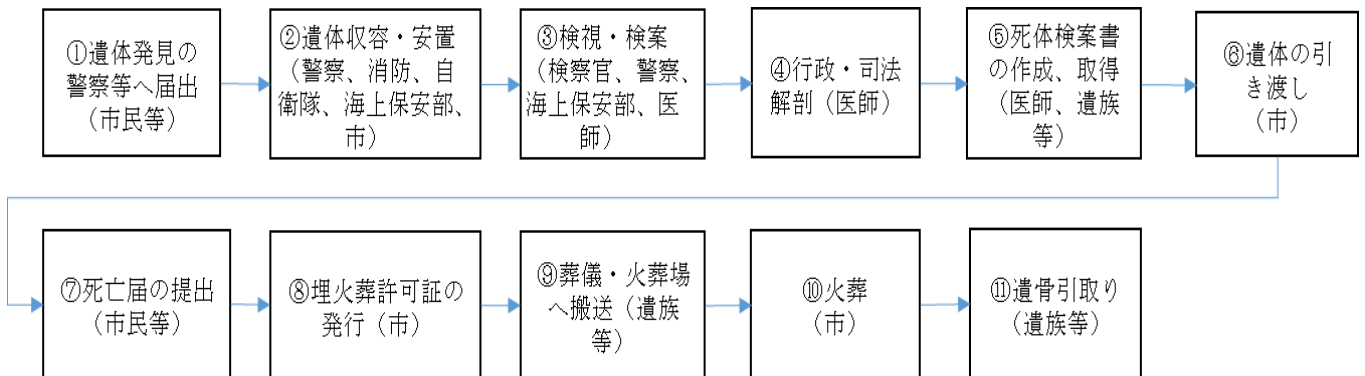 ①遺体発見の
警察等へ届出
（市民等）
②遺体収容・安置
（警察、消防、自
衛隊、海上保安部、
市）
③検視・検案
（検察官、警察、
海上保安部、医
師）
④行政・司法
解剖（医師）
⑤死体検案書
の作成、取得
（医師、遺族
等）
⑥遺体の引
き渡し
（市）
⑦死亡届の提出
（市民等）
⑧埋火葬許可証の
発行（市）
⑨葬儀・火葬場
へ搬送（遺族
等）
⑩火葬
（市）
⑪遺骨引取り
（遺族等）